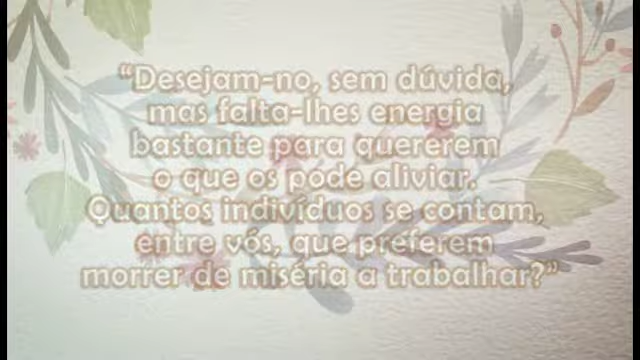 “Desejam-no, sem dúvida,
mas falta-lhes energia
bastante para quererem
o que os pode aliviar.
Quantos indivíduos se contam,
entre vós, que preferem
morrer de miséria a trabalhar?”